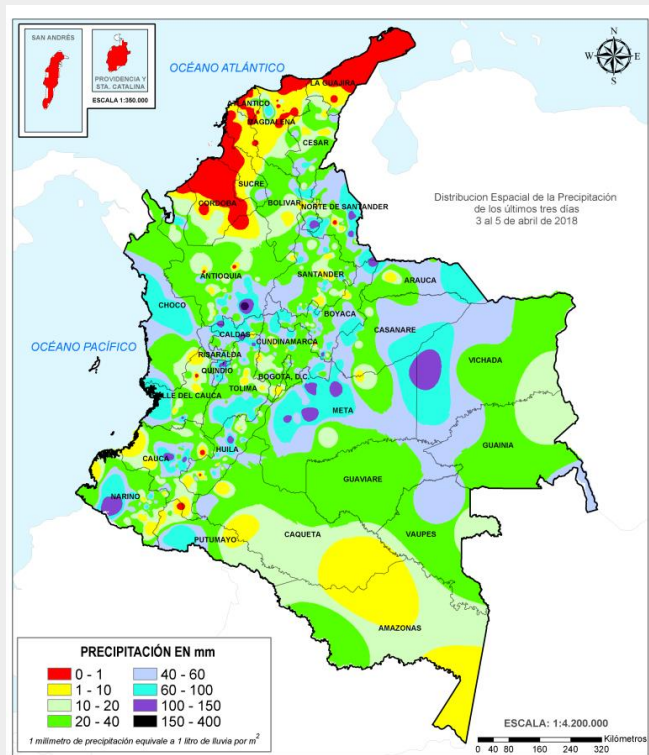 SAN ANDRÉS
PROVIDENCIA Y
STA. CATALINA
ESCALA 1:350.000
OCÉANO ATLÁNTICO
N
W E
S
LA GUAJIRA
ATLÁNTICO
MAGDALENA
CESAR
SUCRE
CÓRDOBA
BOLIVAR
NORTE DE SANTANDER
Distribucion Espacial de la Precipitación
de los últimos tres días
3 al 5 de abril de 2018
ANTIOQUIA
SANTANDER
ARAUCA
CHOCO
BOYACA
CASANARE
OCÉANO PACÍFICO
CALDAS
CUNDINAMARCA
VICHADA
RISARALDA
QUINDIO
BOGOTA, D.C.
TOLIMA
VALLE DEL CAUCA
META
GUAINIA
CAUCA
HUILA
GUAVIARE
NARIÑO
PUTUMAYO
CAQUETA
VAUPES
AMAZONAS
PRECIPITACIÓN EN mm
0 - 1 40 - 60
1 - 10 60 - 100
10 - 20 100 - 150
20 - 40 150 - 400
1 milímetro de precipitación equivale a 1 litro de lluvia por m²
ESCALA: 1:4.200.000
Kilómetros
40 80 160 240 320